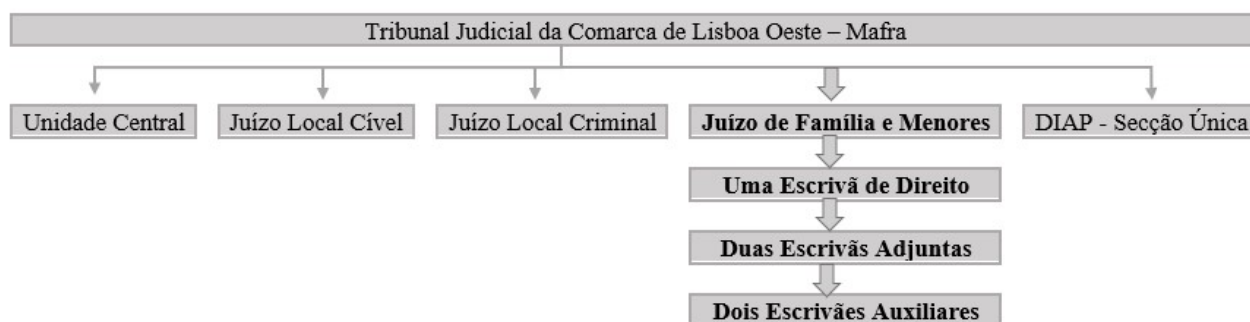 Tribunal Judicial da Comarca de Lisboa Oeste – Mafra
Unidade Central
Juízo Local Cível
Juízo Local Criminal
Juízo de Família e Menores
DIAP - Secção Única
Uma Escrivã de Direito
Duas Escrivãs Adjuntas
Dois Escrivães Auxiliares